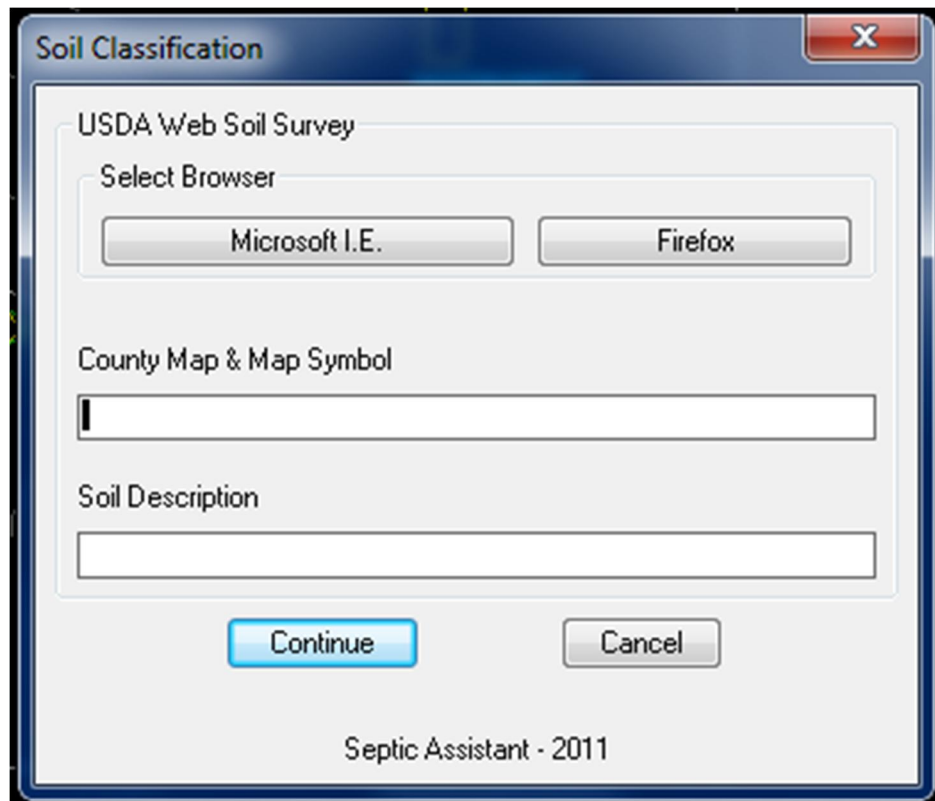 Soil Classification
USDA Web Soil Survey
Select Browser
Microsoft I.E. Firefox
County Map & Map Symbol
Soil Description
Continue Cancel
Septic Assistant - 2011